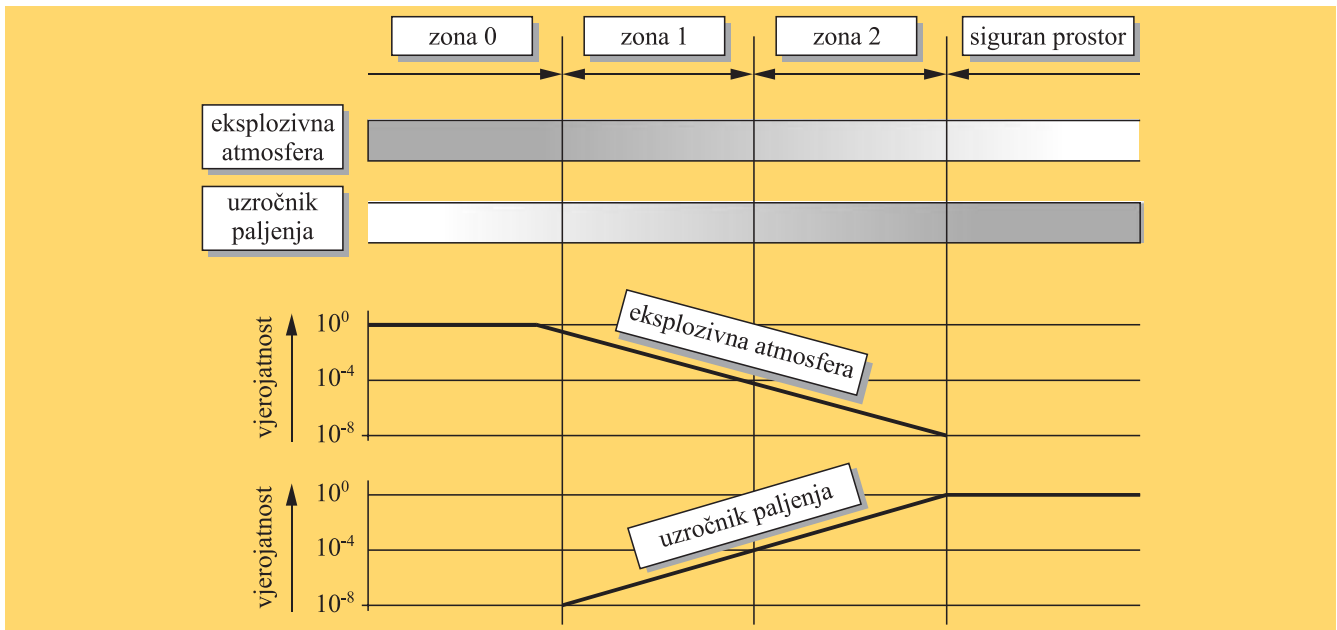 zona 0
zona 1
zona 2
siguran prostor
eksplozivna
atmosfera
uzročnik
paljenja
vjerojatnost
10⁰
10⁻⁴
10⁻⁸
eksplozivna atmosfera
vjerojatnost
10⁰
10⁻⁴
10⁻⁸
uzročnik paljenja